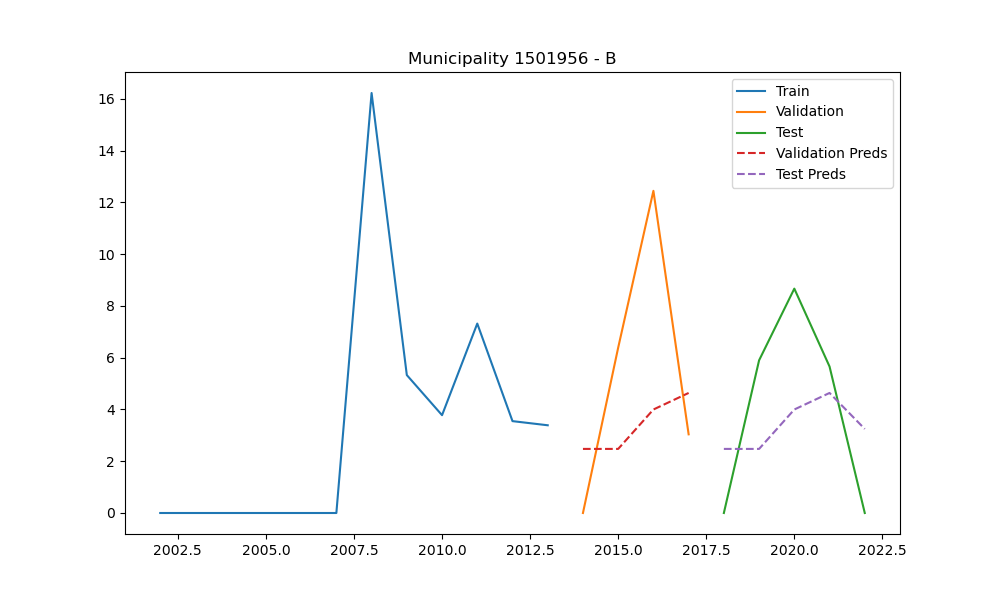 Municipality 1501956 - B
Train
Validation
Test
Validation Preds
Test Preds
16
14
12
10
8
6
4
2
0
2002.5 2005.0 2007.5 2010.0 2012.5 2015.0 2017.5 2020.0 2022.5